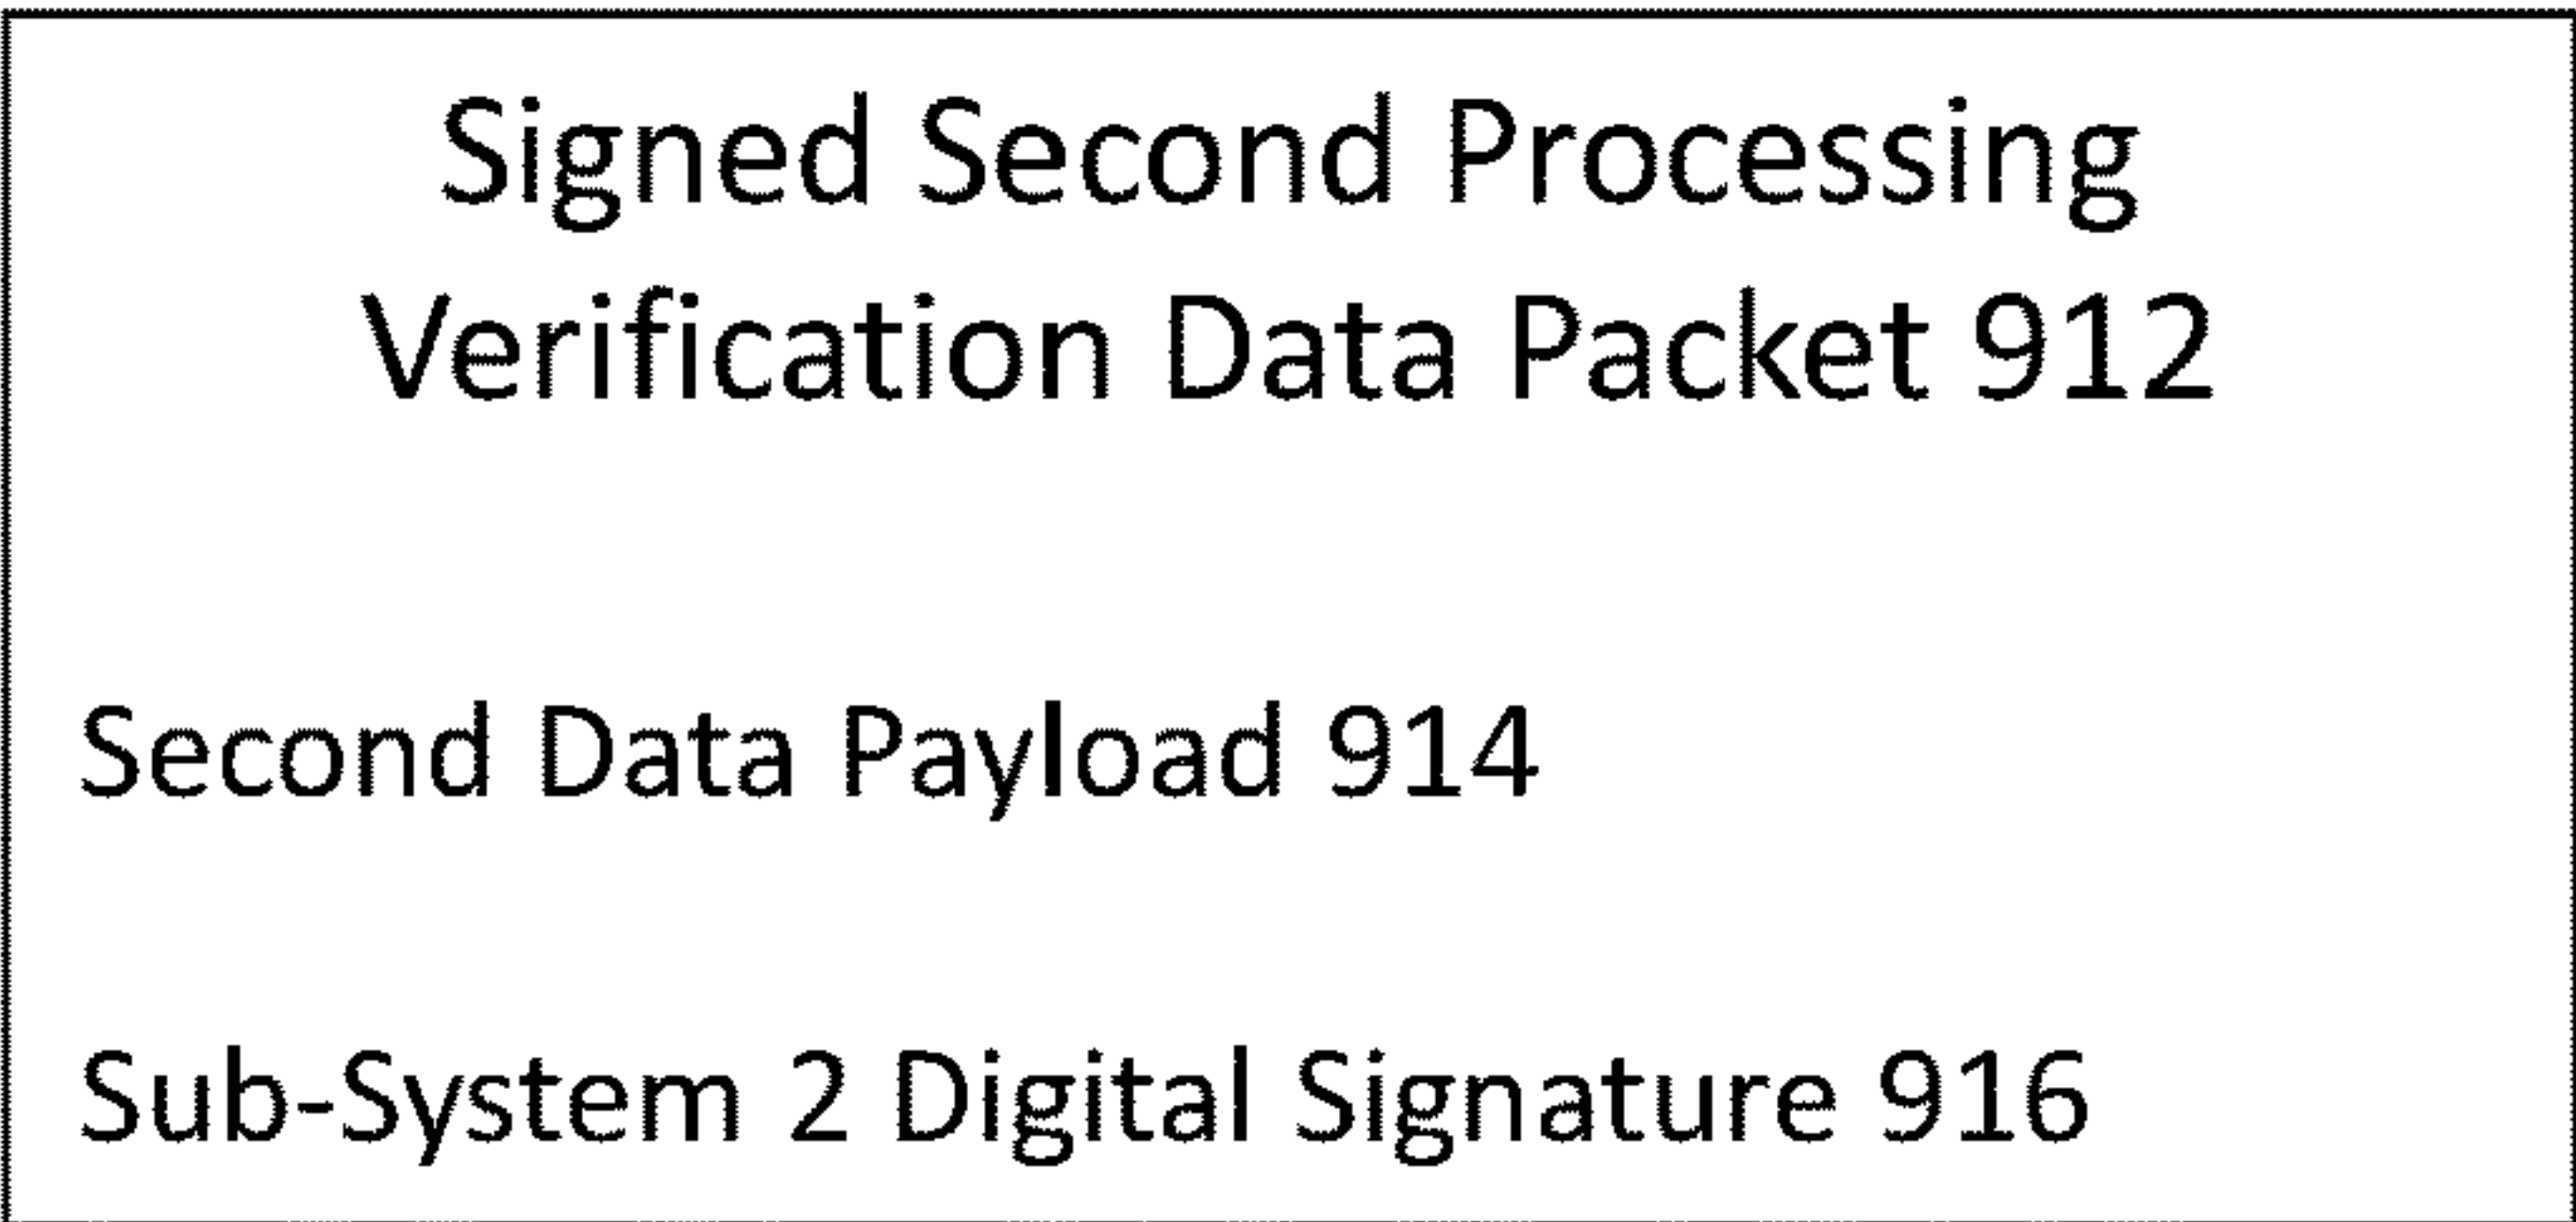 Signed Second Processing
Verification Data Packet 912
Second Data Payload 914
Sub-System 2 Digital Signature 916